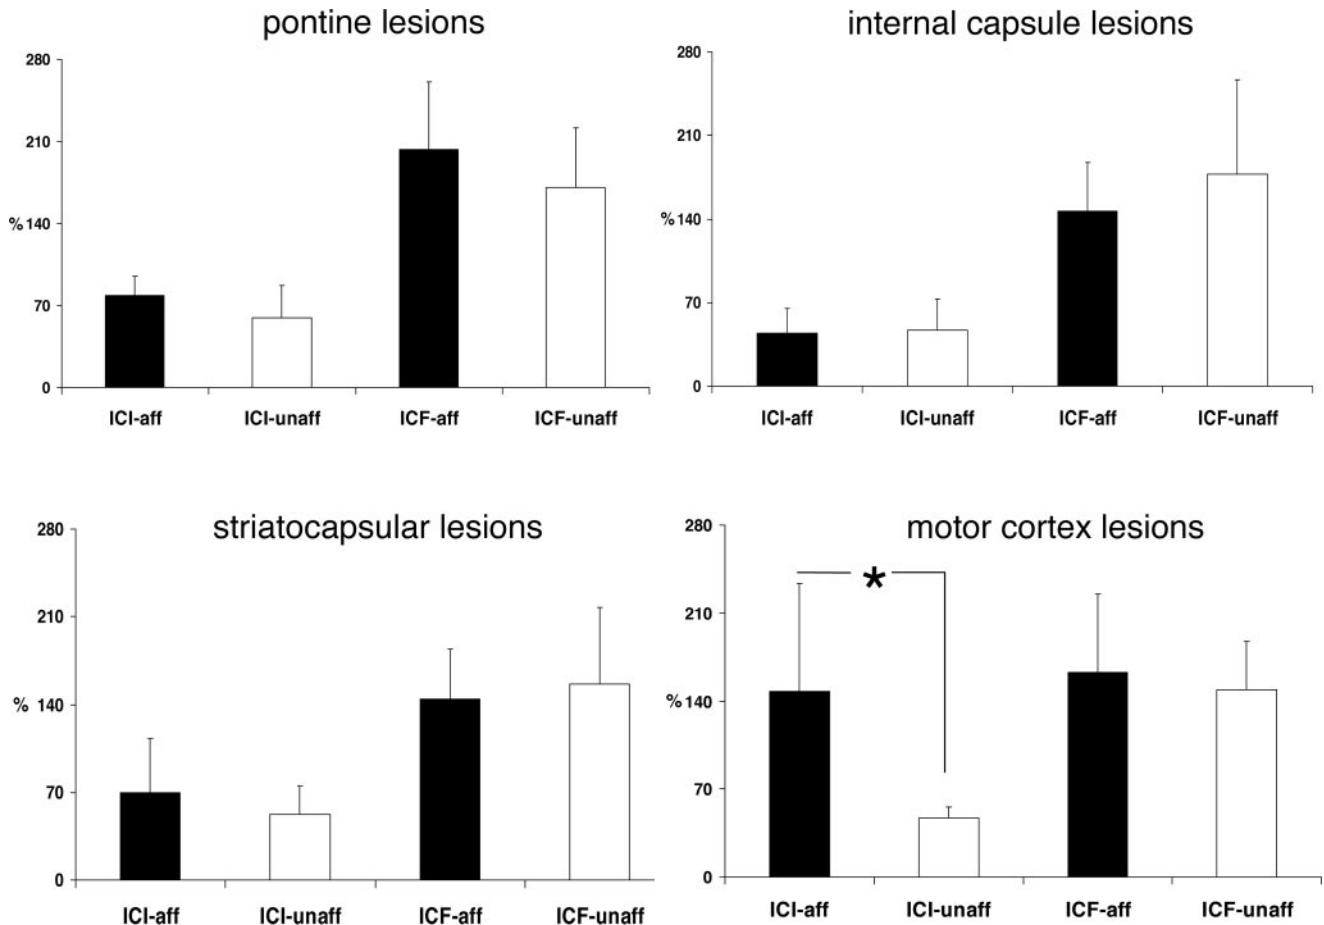 pontine lesions
280
210
% 140
70
0
ICI-aff ICI-unaff ICF-aff ICF-unaff
internal capsule lesions
280
210
% 140
70
0
ICI-aff ICI-unaff ICF-aff ICF-unaff
striatocapsular lesions
280
210
% 140
70
0
ICI-aff ICI-unaff ICF-aff ICF-unaff
motor cortex lesions
280
*
210
% 140
70
0
ICI-aff ICI-unaff ICF-aff ICF-unaff